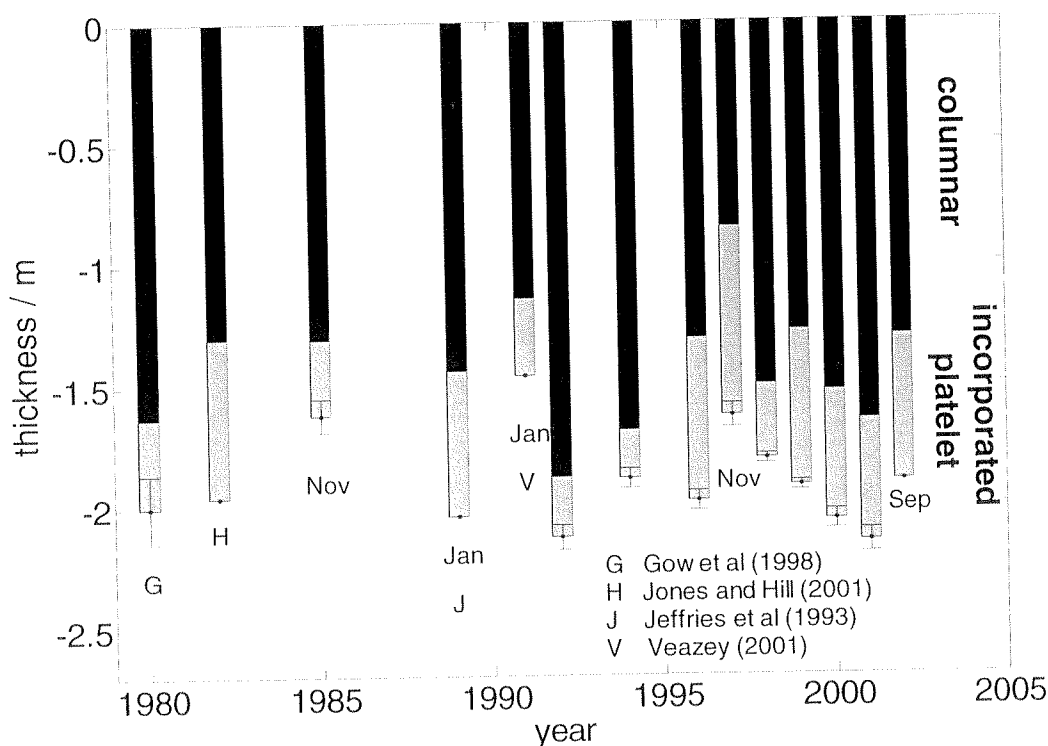 0
-0.5
-1
-1.5
-2
-2.5
thickness / m
1980
1985
1990
1995
2000
2005
year
columnar
incorporated
platelet
G
H
Nov
Jan
J
Jan
V
Nov
Sep
G Gow et al (1998)
H Jones and Hill (2001)
J Jeffries et al (1993)
V Veazey (2001)